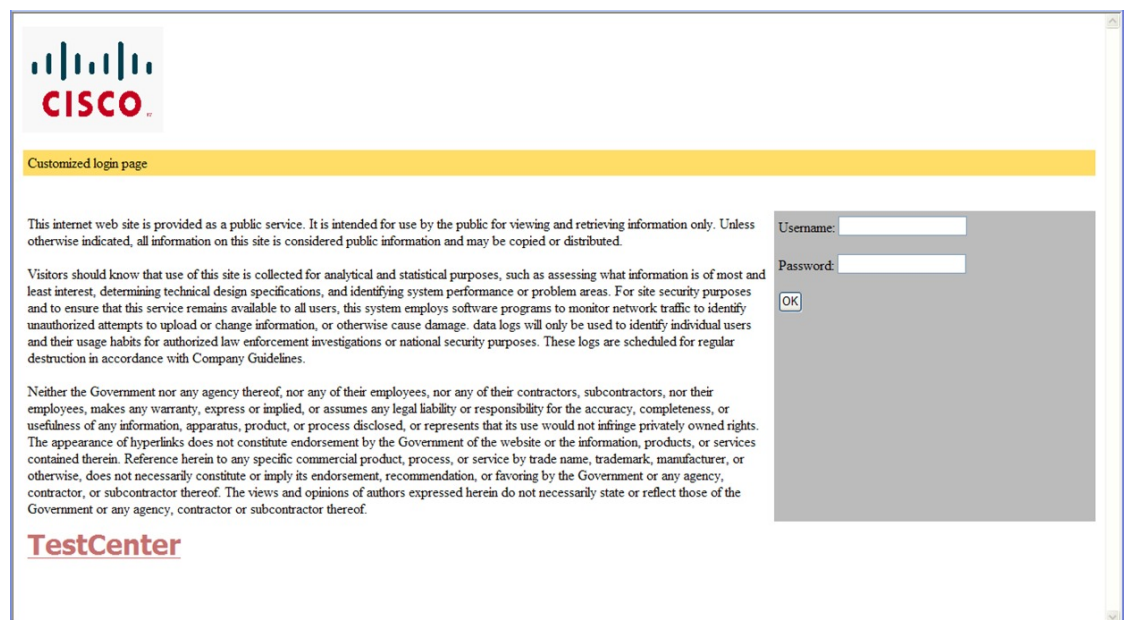 CISCO
Customized login page
This internet web site is provided as a public service. It is intended for use by the public for viewing and retrieving information only. Unless
otherwise indicated, all information on this site is considered public information and may be copied or distributed.
Username:
Visitors should know that use of this site is collected for analytical and statistical purposes, such as assessing what information is of most and
least interest, determining technical design specifications, and identifying system performance or problem areas. For site security purposes
and to ensure that this service remains available to all users, this system employs software programs to monitor network traffic to identify
unauthorized attempts to upload or change information, or otherwise cause damage. data logs will only be used to identify individual users
and their usage habits for authorized law enforcement investigations or national security purposes. These logs are scheduled for regular
destruction in accordance with Company Guidelines.
Password:
OK
Neither the Government nor any agency thereof, nor any of their employees, nor any of their contractors, subcontractors, nor their
employees, makes any warranty, express or implied, or assumes any legal liability or responsibility for the accuracy, completeness, or
usefulness of any information, apparatus, product, or process disclosed, or represents that its use would not infringe privately owned rights.
The appearance of hyperlinks does not constitute endorsement by the Government of the website or the information, products, or services
contained therein. Reference herein to any specific commercial product, process, or service by trade name, trademark, manufacturer, or
otherwise, does not necessarily constitute or imply its endorsement, recommendation, or favoring by the Government or any agency,
contractor, or subcontractor thereof. The views and opinions of authors expressed herein do not necessarily state or reflect those of the
Government or any agency, contractor or subcontractor thereof.
TestCenter